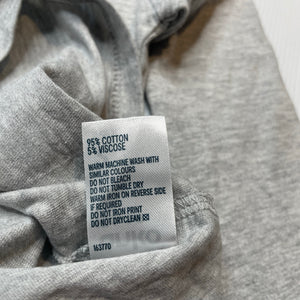 95% COTTON
5% VISCOSE
WARM MACHINE WASH WITH
SIMILAR COLOURS
DO NOT BLEACH
DO NOT TUMBLE DRY
WARM IRON ON REVERSE SIDE
IF REQUIRED
DO NOT IRON PRINT
DO NOT DRYCLEAN
163770